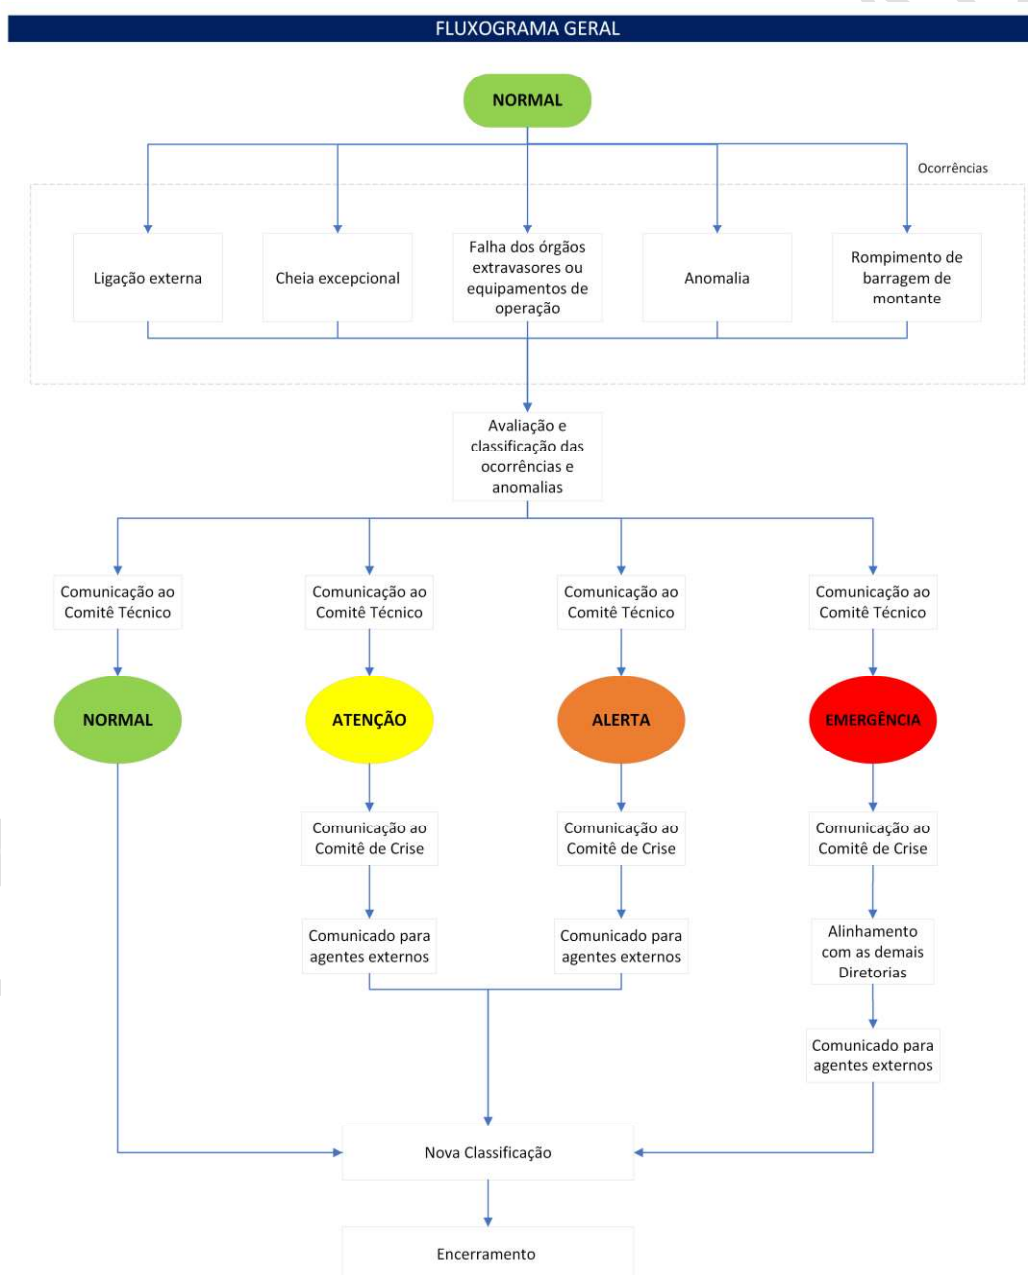 FLUXOGRAMA GERAL
NORMAL
Ocorrências
Ligação externa
Cheia excepcional
Falha dos órgãos
extravasores ou
equipamentos de
operação
Anomalia
Rompimento de
barragem de
montante
Avaliação e
classificação das
ocorrências e
anomalias
Comunicação ao
Comitê Técnico
Comunicação ao
Comitê Técnico
Comunicação ao
Comitê Técnico
Comunicação ao
Comitê Técnico
NORMAL
ATENÇÃO
ALERTA
EMERGÊNCIA
Comunicação ao
Comitê de Crise
Comunicação ao
Comitê de Crise
Comunicação ao
Comitê de Crise
Comunicado para
agentes externos
Comunicado para
agentes externos
Alinhamento
com as demais
Diretorias
Comunicado para
agentes externos
Nova Classificação
Encerramento